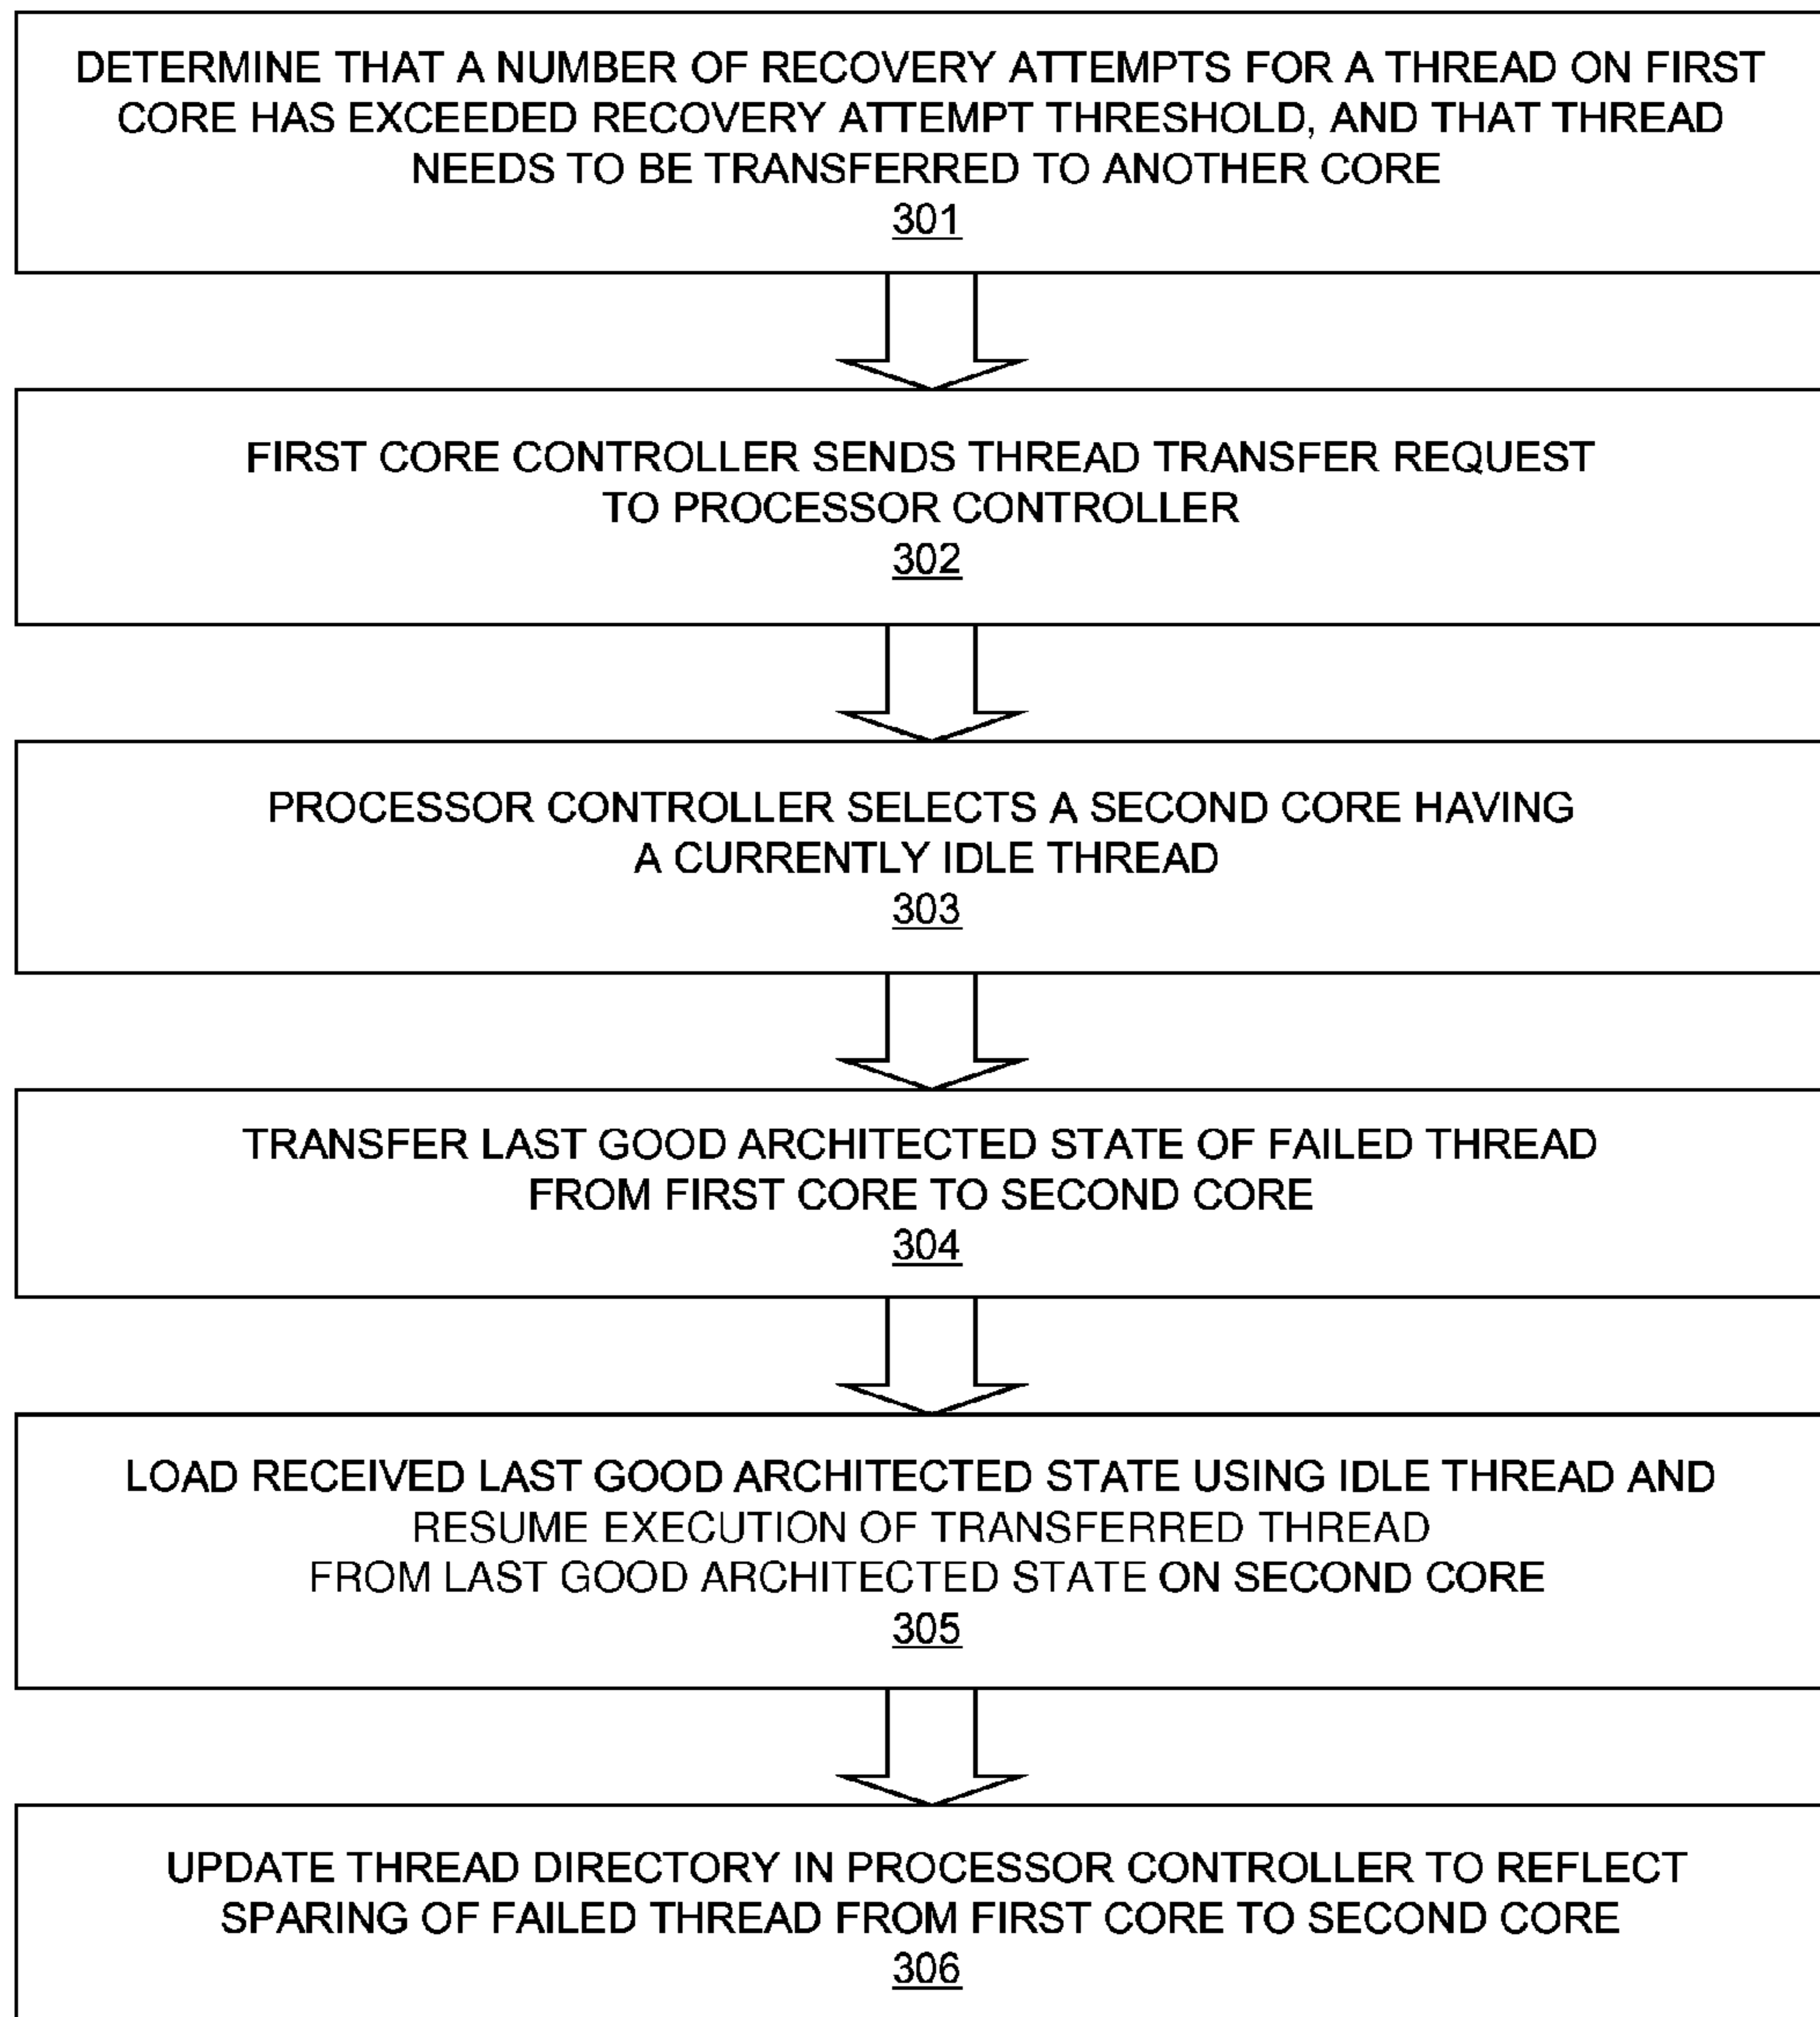 DETERMINE THAT A NUMBER OF RECOVERY ATTEMPTS FOR A THREAD ON FIRST
CORE HAS EXCEEDED RECOVERY ATTEMPT THRESHOLD, AND THAT THREAD
NEEDS TO BE TRANSFERRED TO ANOTHER CORE
301
FIRST CORE CONTROLLER SENDS THREAD TRANSFER REQUEST
TO PROCESSOR CONTROLLER
302
PROCESSOR CONTROLLER SELECTS A SECOND CORE HAVING
A CURRENTLY IDLE THREAD
303
TRANSFER LAST GOOD ARCHITECTED STATE OF FAILED THREAD
FROM FIRST CORE TO SECOND CORE
304
LOAD RECEIVED LAST GOOD ARCHITECTED STATE USING IDLE THREAD AND
RESUME EXECUTION OF TRANSFERRED THREAD
FROM LAST GOOD ARCHITECTED STATE ON SECOND CORE
305
UPDATE THREAD DIRECTORY IN PROCESSOR CONTROLLER TO REFLECT
SPARING OF FAILED THREAD FROM FIRST CORE TO SECOND CORE
306